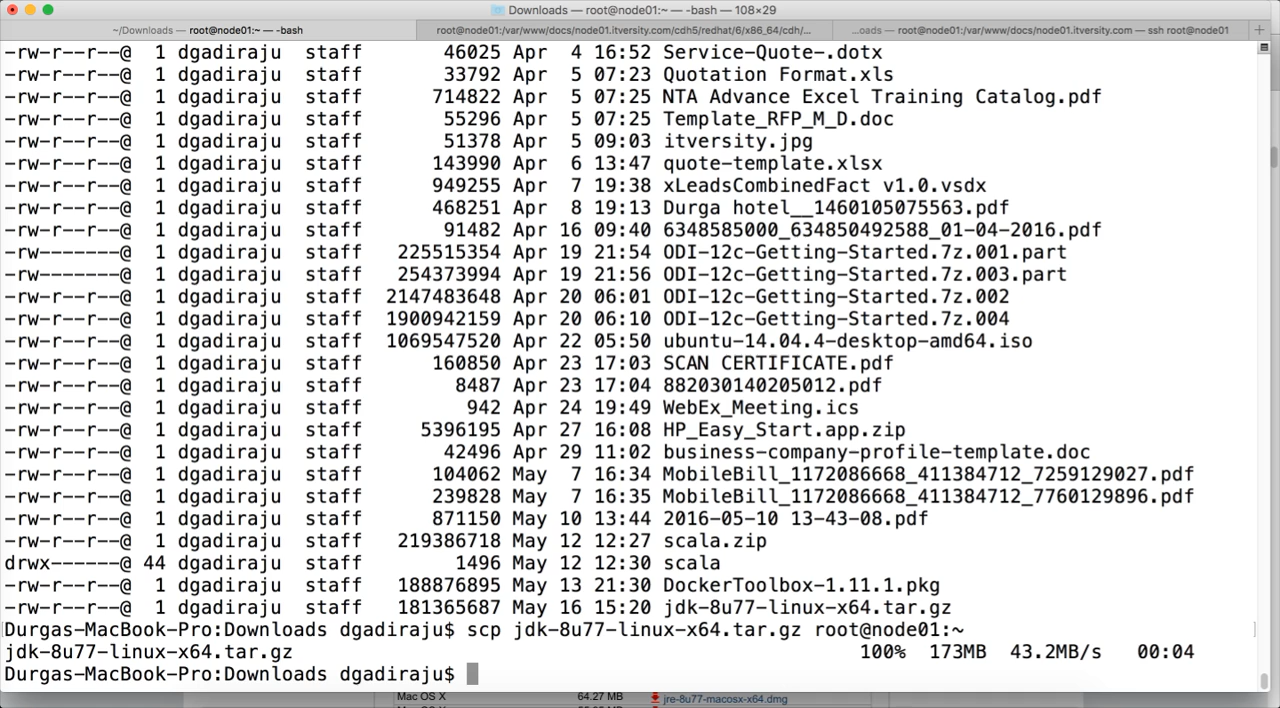 Downloads — root@node01:~ — -bash — 108×29
~/Downloads — root@node01:~ — -bash
root@node01:/var/www/docs/node01.itversity.com/cdh5/redhat/6/x86_64/cdh/...
...oads — root@node01:/var/www/docs/node01.itversity.com — ssh root@node01
-rw-r--r--@ 1 dgadiraju staff 46025 Apr 4 16:52 Service-Quote-.dotx
-rw-r--r--@ 1 dgadiraju staff 33792 Apr 5 07:23 Quotation Format.xls
-rw-r--r--@ 1 dgadiraju staff 714822 Apr 5 07:25 NTA Advance Excel Training Catalog.pdf
-rw-r--r--@ 1 dgadiraju staff 55296 Apr 5 07:25 Template_RFP_M_D.doc
-rw-r--r--@ 1 dgadiraju staff 51378 Apr 5 09:03 itversity.jpg
-rw-r--r--@ 1 dgadiraju staff 143990 Apr 6 13:47 quote-template.xlsx
-rw-r--r--@ 1 dgadiraju staff 949255 Apr 7 19:38 xLeadsCombinedFact v1.0.vsdx
-rw-r--r--@ 1 dgadiraju staff 468251 Apr 8 19:13 Durga hotel__1460105075563.pdf
-rw-r--r--@ 1 dgadiraju staff 91482 Apr 16 09:40 6348585000_634850492588_01-04-2016.pdf
-rw-------@ 1 dgadiraju staff 225515354 Apr 19 21:54 ODI-12c-Getting-Started.7z.001.part
-rw-------@ 1 dgadiraju staff 254373994 Apr 19 21:56 ODI-12c-Getting-Started.7z.003.part
-rw-r--r--@ 1 dgadiraju staff 2147483648 Apr 20 06:01 ODI-12c-Getting-Started.7z.002
-rw-r--r--@ 1 dgadiraju staff 1900942159 Apr 20 06:10 ODI-12c-Getting-Started.7z.004
-rw-r--r--@ 1 dgadiraju staff 1069547520 Apr 22 05:50 ubuntu-14.04.4-desktop-amd64.iso
-rw-r--r--@ 1 dgadiraju staff 160850 Apr 23 17:03 SCAN CERTIFICATE.pdf
-rw-r--r--@ 1 dgadiraju staff 8487 Apr 23 17:04 882030140205012.pdf
-rw-r--r--@ 1 dgadiraju staff 942 Apr 24 19:49 WebEx_Meeting.ics
-rw-r--r--@ 1 dgadiraju staff 5396195 Apr 27 16:08 HP_Easy_Start.app.zip
-rw-r--r--@ 1 dgadiraju staff 42496 Apr 29 11:02 business-company-profile-template.doc
-rw-r--r--@ 1 dgadiraju staff 104062 May 7 16:34 MobileBill_1172086668_411384712_7259129027.pdf
-rw-r--r--@ 1 dgadiraju staff 239828 May 7 16:35 MobileBill_1172086668_411384712_7760129896.pdf
-rw-r--r--@ 1 dgadiraju staff 871150 May 10 13:44 2016-05-10 13-43-08.pdf
-rw-r--r--@ 1 dgadiraju staff 219386718 May 12 12:27 scala.zip
drwx------@ 44 dgadiraju staff 1496 May 12 12:30 scala
-rw-r--r--@ 1 dgadiraju staff 188876895 May 13 21:30 DockerToolbox-1.11.1.pkg
-rw-r--r--@ 1 dgadiraju staff 181365687 May 16 15:20 jdk-8u77-linux-x64.tar.gz
Durgas-MacBook-Pro:Downloads dgadiraju$ scp jdk-8u77-linux-x64.tar.gz root@node01:~
jdk-8u77-linux-x64.tar.gz 100% 173MB 43.2MB/s 00:04
Durgas-MacBook-Pro:Downloads dgadiraju$
Mac OS X 64.27 MB jre-8u77-macosx-x64.dmg